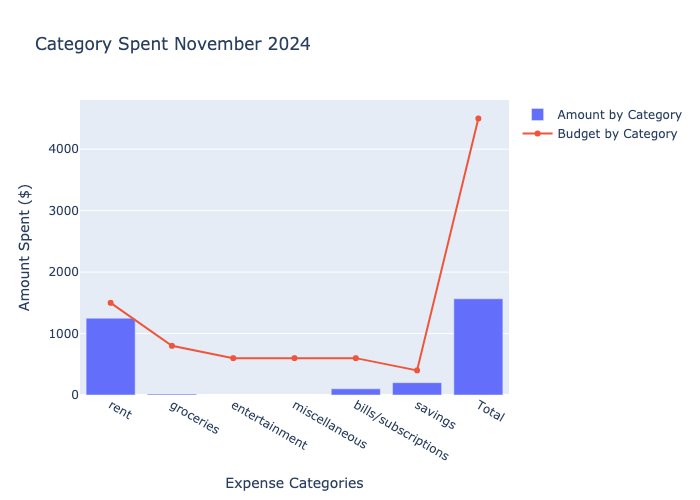 Category Spent November 2024
Amount by Category
Budget by Category
Amount Spent ($)
4000
3000
2000
1000
0
rent
groceries
entertainment
miscellaneous
bills/subscriptions
savings
Total
Expense Categories